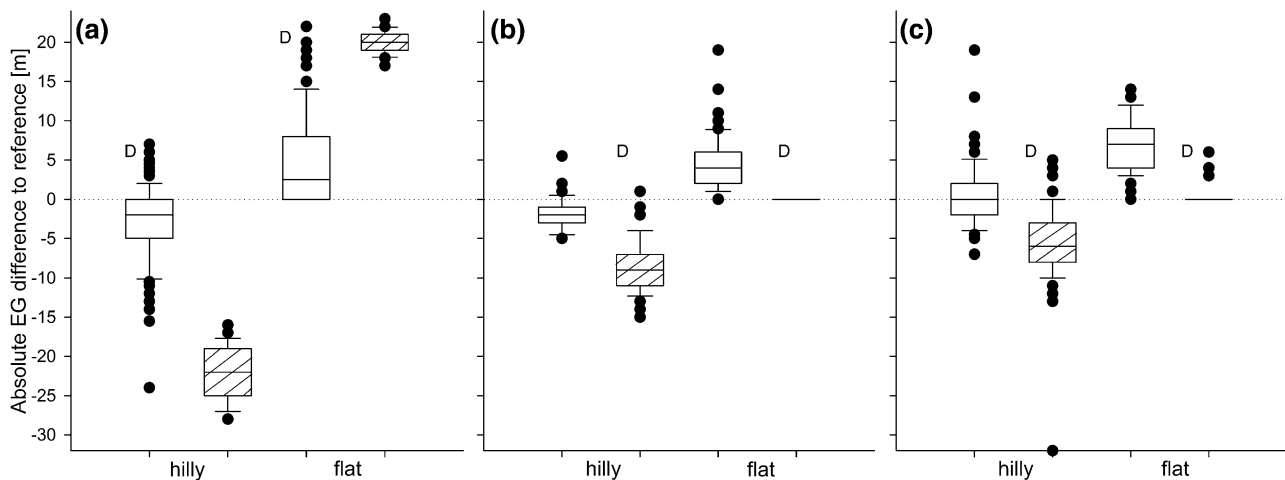 (a)
(b)
(c)
Absolute EG difference to reference [m]
20
15
10
5
0
-5
-10
-15
-20
-25
-30
D
D
D
D
D
D
hilly
flat
hilly
flat
hilly
flat